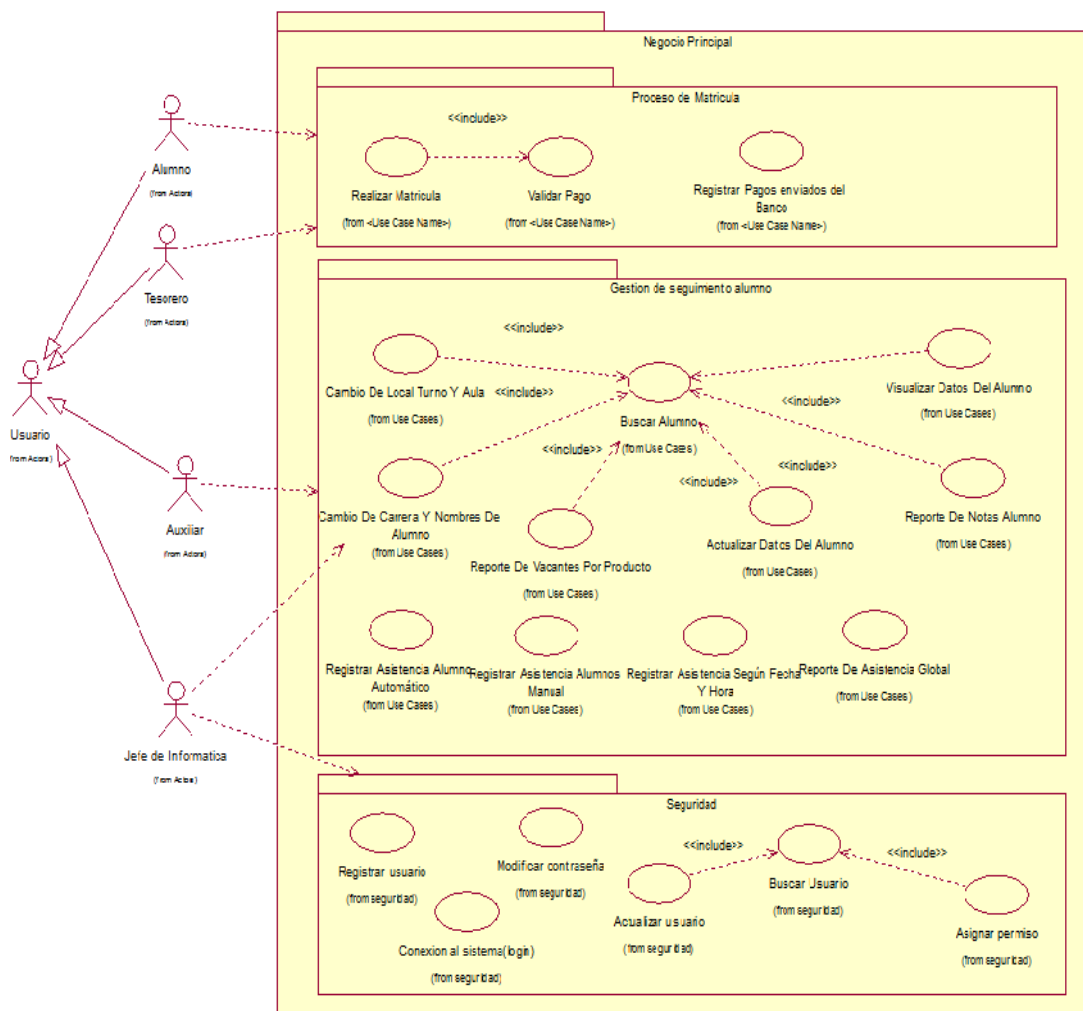 Negocio Principal
Proceso de Matricula
<<include>>
Alumno
(from Actors)
Realizar Matricula
(from <Use Case Name>)
Validar Pago
(from <Use Case Name>)
Registrar Pagos enviados del
Banco
(from <Use Case Name>)
Tesorero
(from Actors)
Gestion de seguimento alumno
<<include>>
Cambio De Local Turno Y Aula
(from Use Cases)
<<include>>
Buscar Alumno
(from Use Cases)
<<include>>
Visualizar Datos Del Alumno
(from Use Cases)
Usuario
(from Actors)
<<include>>
<<include>>
<<include>>
Auxiliar
(from Actors)
Cambio De Carrera Y Nombres De
Alumno
(from Use Cases)
Reporte De Vacantes Por Producto
(from Use Cases)
Actualizar Datos Del Alumno
(from Use Cases)
Reporte De Notas Alumno
(from Use Cases)
Registrar Asistencia Alumno
Automático
(from Use Cases)
Registrar Asistencia Alumnos
Manual
(from Use Cases)
Registrar Asistencia Según Fecha
Y Hora
(from Use Cases)
Reporte De Asistencia Global
(from Use Cases)
Jefe de Informatica
(from Actors)
Seguridad
Registrar usuario
(from seguridad)
Modificar contraseña
(from seguridad)
<<include>>
<<include>>
Buscar Usuario
(from seguridad)
Conexion al sistema(login)
(from seguridad)
Actualizar usuario
(from seguridad)
Asignar permiso
(from seguridad)